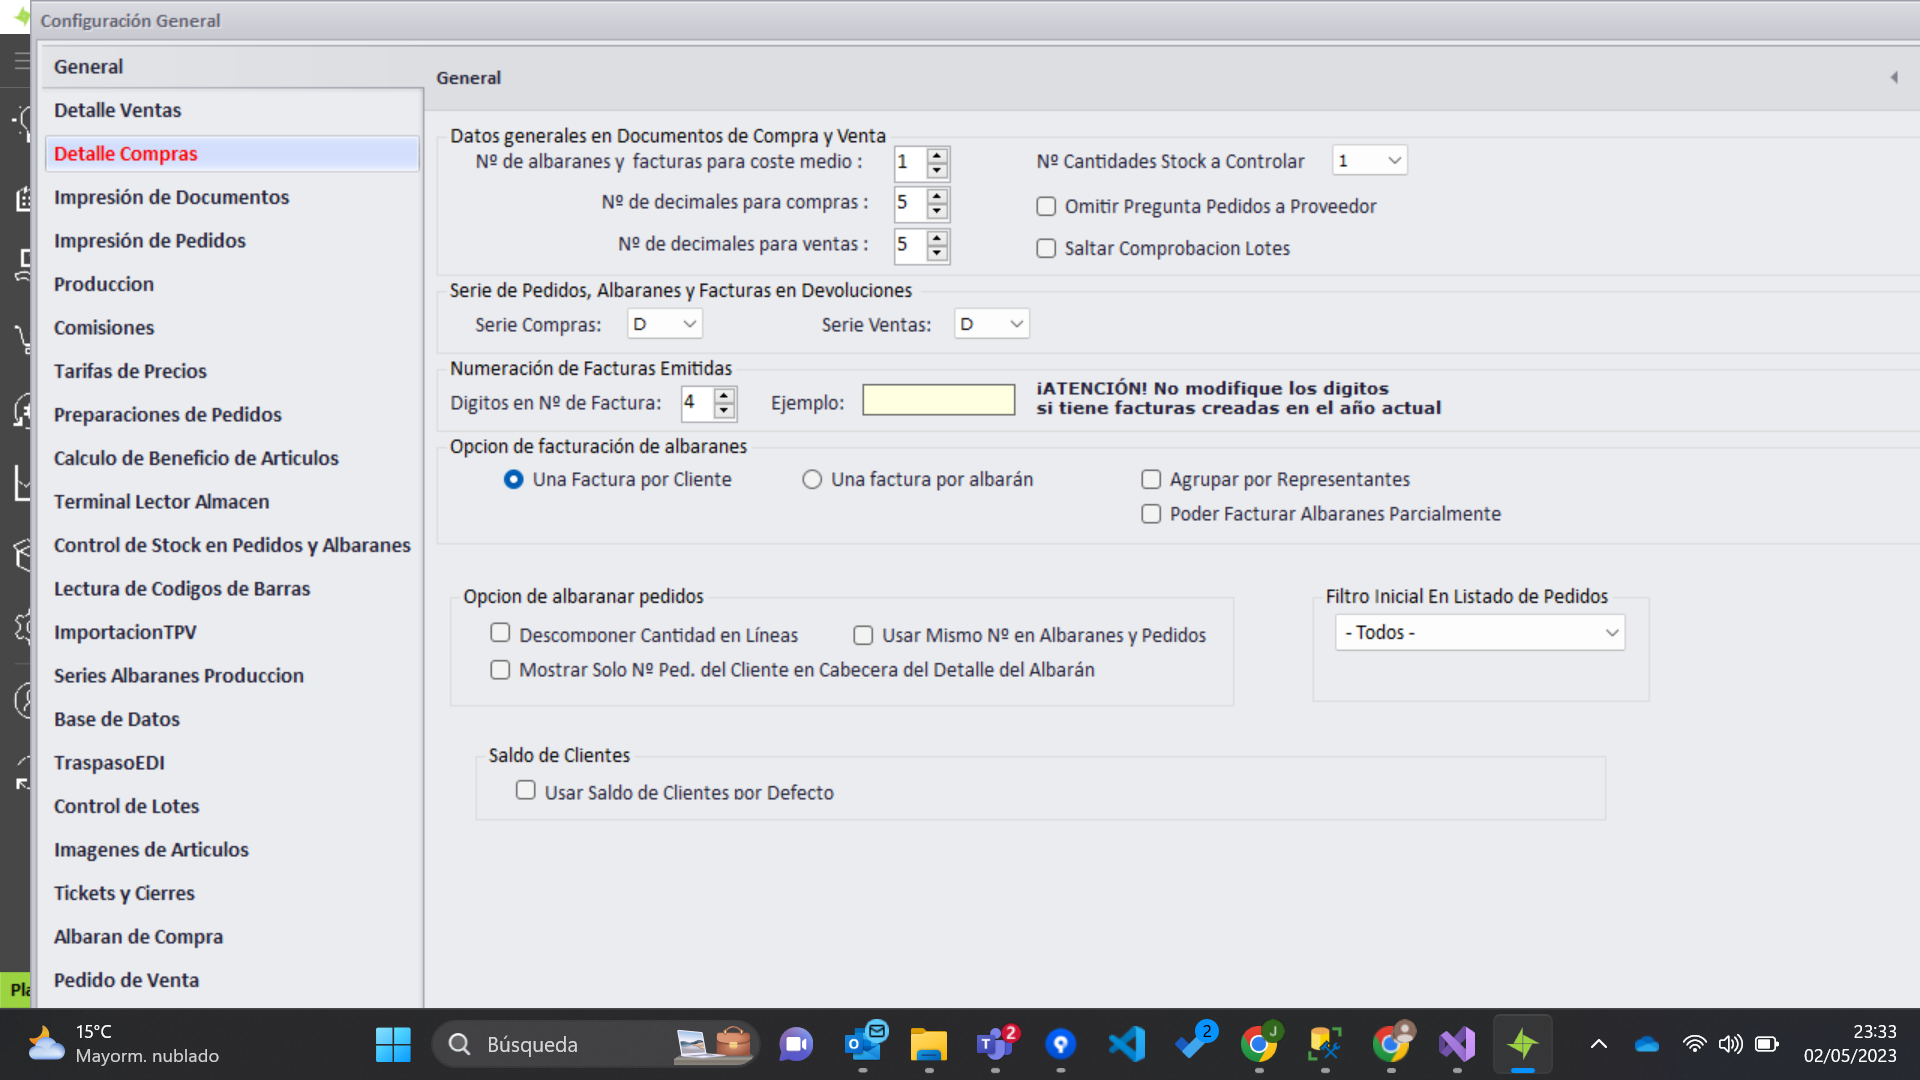 Configuración General
General
Detalle Ventas
Detalle Compras
Impresión de Documentos
Impresión de Pedidos
Produccion
Comisiones
Tarifas de Precios
Preparaciones de Pedidos
Calculo de Beneficio de Articulos
Terminal Lector Almacen
Control de Stock en Pedidos y Albaranes
Lectura de Codigos de Barras
ImportacionTPV
Series Albaranes Produccion
Base de Datos
TraspasoEDI
Control de Lotes
Imagenes de Articulos
Tickets y Cierres
Albaran de Compra
Pedido de Venta
General
Datos generales en Documentos de Compra y Venta
Nº de albaranes y facturas para coste medio : 1
Nº Cantidades Stock a Controlar 1
Nº de decimales para compras : 5
Omitir Pregunta Pedidos a Proveedor
Nº de decimales para ventas : 5
Saltar Comprobacion Lotes
Serie de Pedidos, Albaranes y Facturas en Devoluciones
Serie Compras: D
Serie Ventas: D
Numeración de Facturas Emitidas
Digitos en Nº de Factura: 4
Ejemplo:
¡ATENCIÓN! No modifique los digitos
si tiene facturas creadas en el año actual
Opcion de facturación de albaranes
Una Factura por Cliente
Una factura por albarán
Agrupar por Representantes
Poder Facturar Albaranes Parcialmente
Opcion de albaranar pedidos
Descomponer Cantidad en Líneas
Usar Mismo Nº en Albaranes y Pedidos
Mostrar Solo Nº Ped. del Cliente en Cabecera del Detalle del Albarán
Filtro Inicial En Listado de Pedidos
- Todos -
Saldo de Clientes
Usar Saldo de Clientes por Defecto
Pla
15°C
Mayorm. nublado
Búsqueda
2
2
J
23:33
02/05/2023